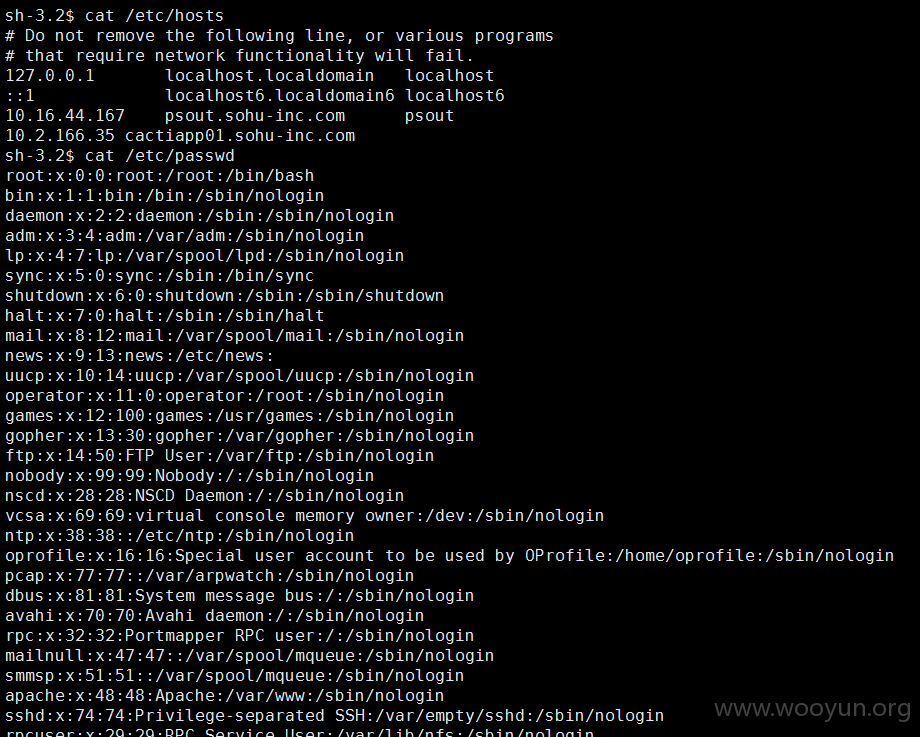 sh-3.2$ cat /etc/hosts
# Do not remove the following line, or various programs
# that require network functionality will fail.
127.0.0.1       localhost.localdomain   localhost
::1             localhost6.localdomain6 localhost6
10.16.44.167    psout.sohu-inc.com      psout
10.2.166.35 cactiapp01.sohu-inc.com
sh-3.2$ cat /etc/passwd
root:x:0:0:root:/root:/bin/bash
bin:x:1:1:bin:/bin:/sbin/nologin
daemon:x:2:2:daemon:/sbin:/sbin/nologin
adm:x:3:4:adm:/var/adm:/sbin/nologin
lp:x:4:7:lp:/var/spool/lpd:/sbin/nologin
sync:x:5:0:sync:/sbin:/bin/sync
shutdown:x:6:0:shutdown:/sbin:/sbin/shutdown
halt:x:7:0:halt:/sbin:/sbin/halt
mail:x:8:12:mail:/var/spool/mail:/sbin/nologin
news:x:9:13:news:/etc/news:
uucp:x:10:14:uucp:/var/spool/uucp:/sbin/nologin
operator:x:11:0:operator:/root:/sbin/nologin
games:x:12:100:games:/usr/games:/sbin/nologin
gopher:x:13:30:gopher:/var/gopher:/sbin/nologin
ftp:x:14:50:FTP User:/var/ftp:/sbin/nologin
nobody:x:99:99:Nobody:/:/sbin/nologin
nscd:x:28:28:NSCD Daemon:/:/sbin/nologin
vcsa:x:69:69:virtual console memory owner:/dev:/sbin/nologin
ntp:x:38:38::/etc/ntp:/sbin/nologin
oprofile:x:16:16:Special user account to be used by OProfile:/home/oprofile:/sbin/nologin
pcap:x:77:77::/var/arpwatch:/sbin/nologin
dbus:x:81:81:System message bus:/:/sbin/nologin
avahi:x:70:70:Avahi daemon:/:/sbin/nologin
rpc:x:32:32:Portmapper RPC user:/:/sbin/nologin
mailnull:x:47:47::/var/spool/mqueue:/sbin/nologin
smmsp:x:51:51::/var/spool/mqueue:/sbin/nologin
apache:x:48:48:Apache:/var/www:/sbin/nologin
sshd:x:74:74:Privilege-separated SSH:/var/empty/sshd:/sbin/nologin
rpcuser:x:29:29:RPC Service User:/var/lib/nfs:/sbin/nologin
www.wooyun.org